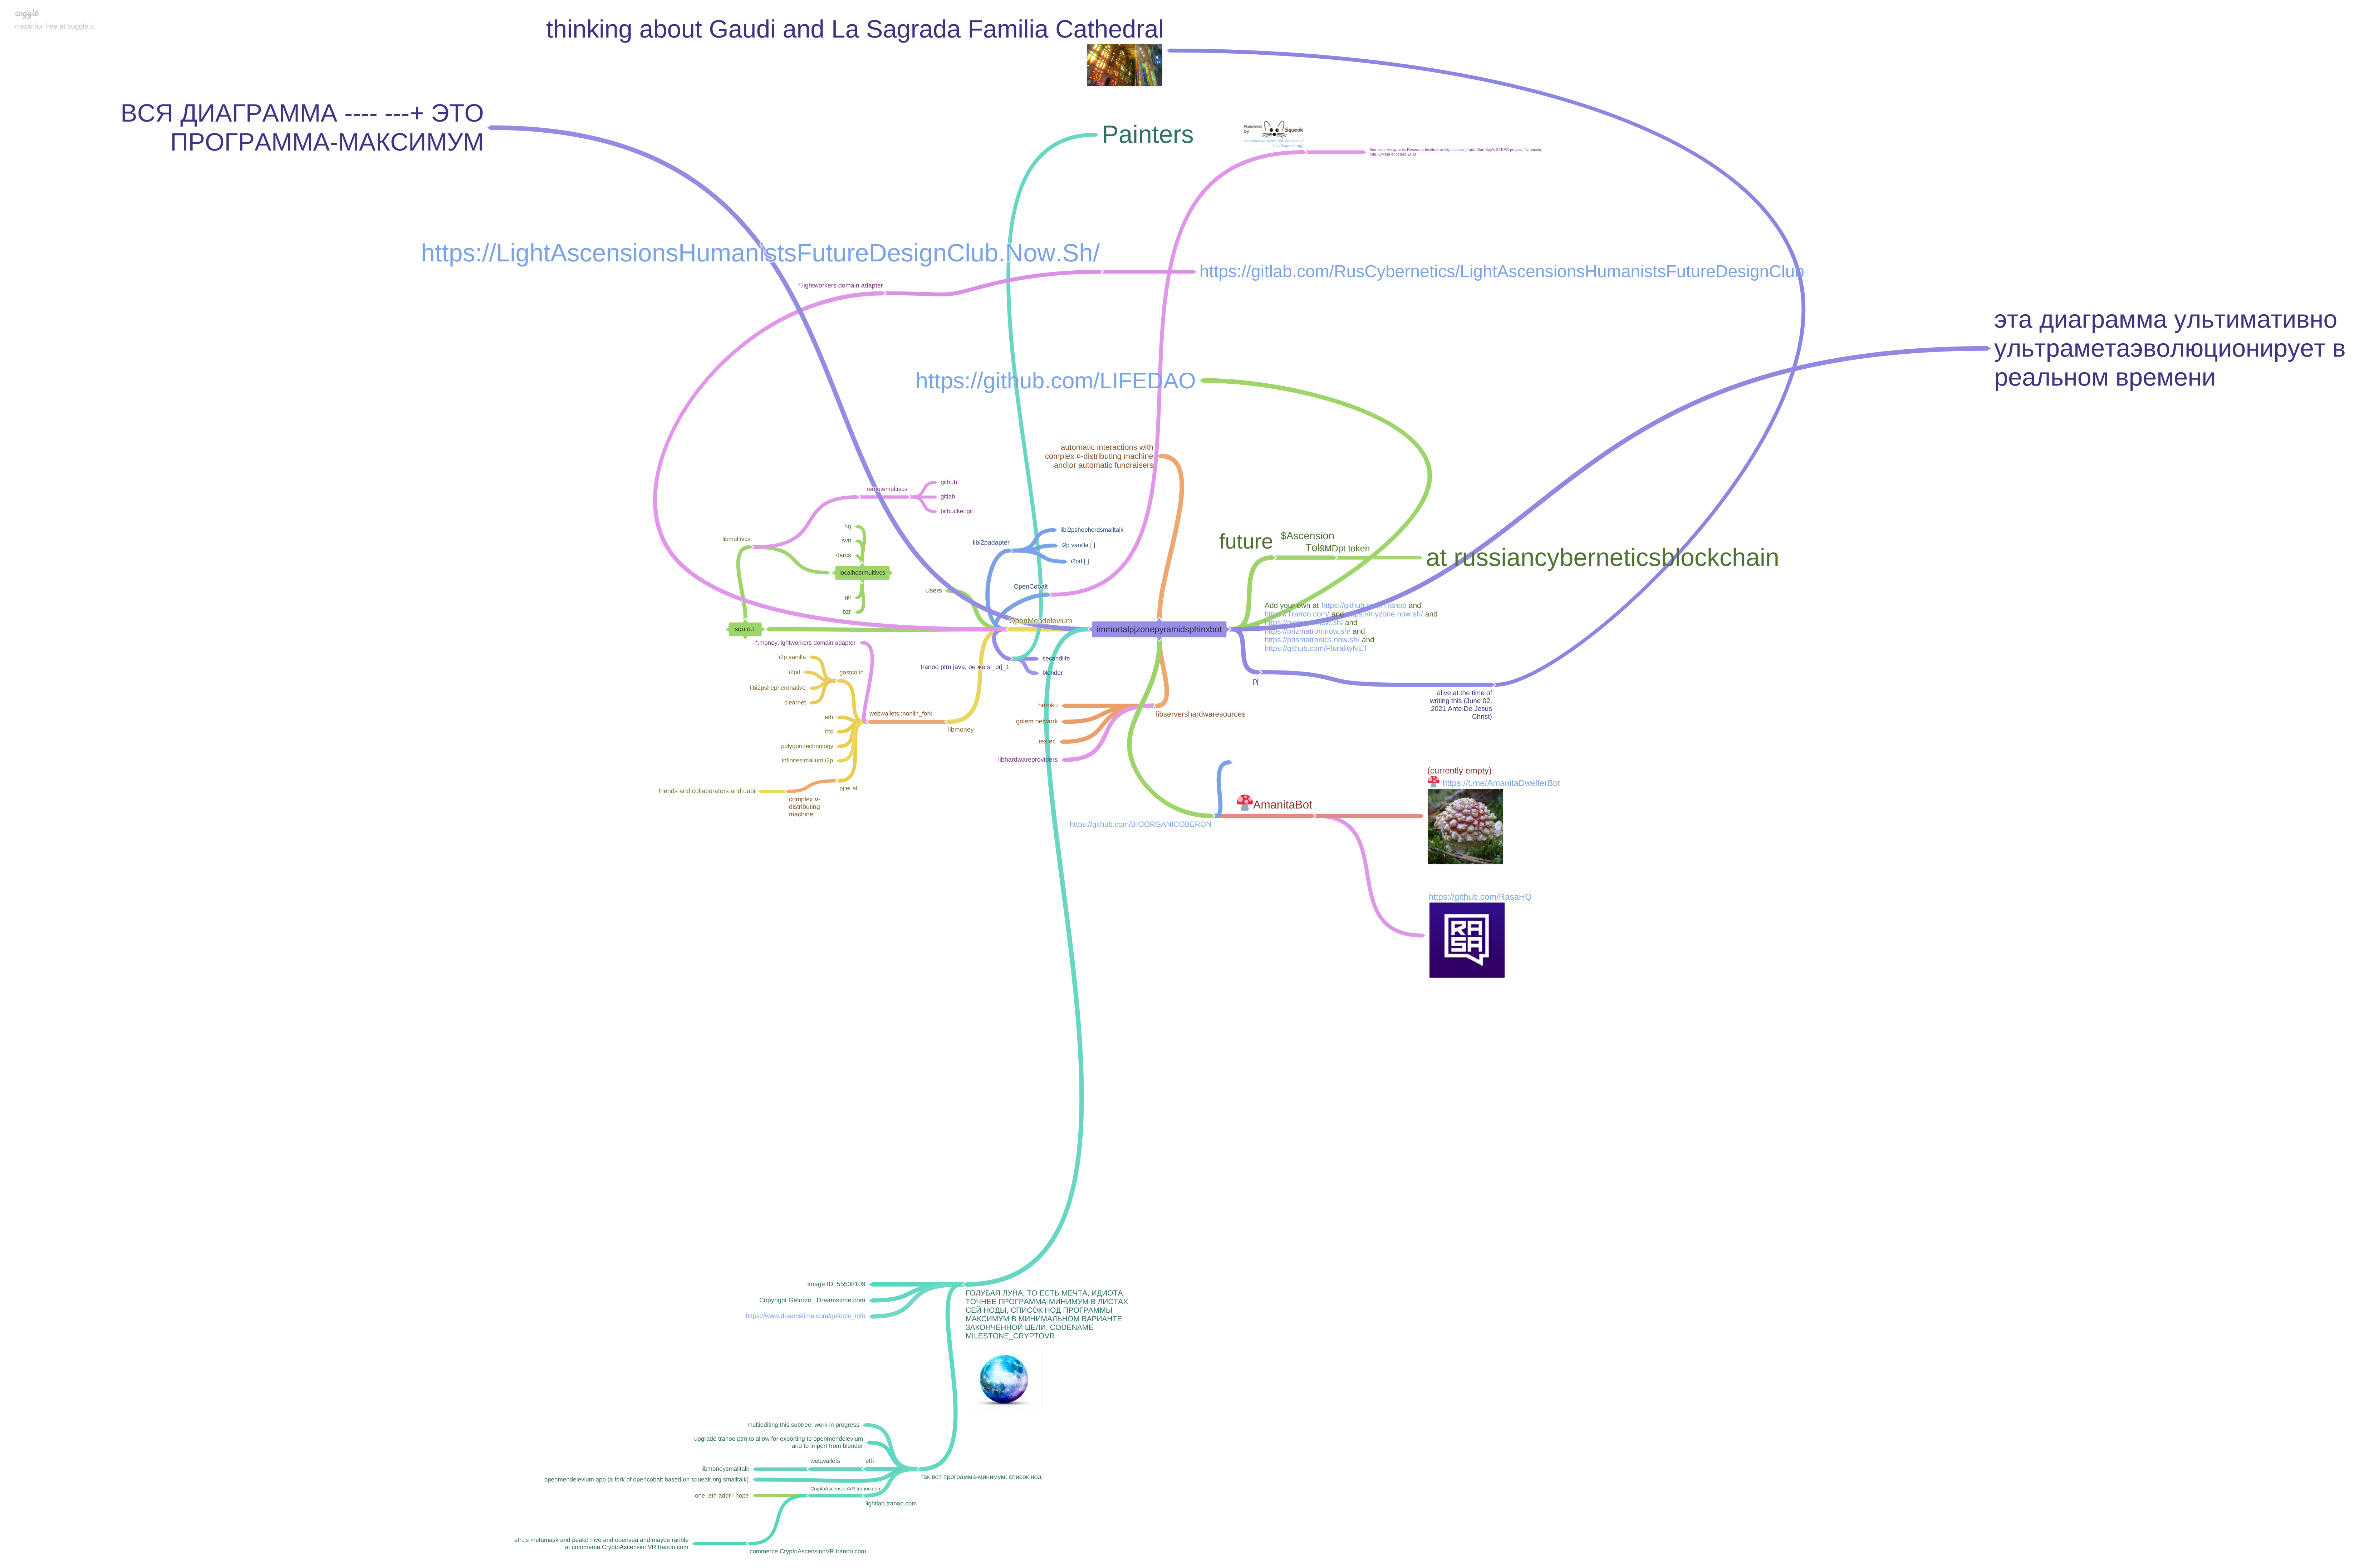 coggle
made for free at coggle.it
thinking about Gaudi and La Sagrada Familia Cathedral
ВСЯ ДИАГРАММА ---- ---+ ЭТО
ПРОГРАММА-МАКСИМУМ
Painters
Powered
by
Squeak
http://squeak.org/
See also: Viewpoints Research Institute at http://vpri.org/ and Alan Kay's STEPS project, Tamacola,
https://LightAscensionsHumanistsFutureDesignClub.Now.Sh/
https://gitlab.com/RusCybernetics/LightAscensionsHumanistsFutureDesignClub
*.lightworkers domain adapter
эта диаграмма ультимативно
ультраметаэволюционирует в
реальном времени
https://github.com/LIFEDAO
automatic interactions with
complex ¤-distributing machine
and|or automatic fundraisers
remotemultivcs
github
gitlab
bitbucket git
libmultivcs
hg
svn
darcs
localhostmultivcs
git
bzr
libi2padapter
libi2pshepherdsmalltalk
i2p vanilla [ ]
i2pd [ ]
OpenCobalt
Users
OpenMendelevium
squ.o.t.
immortalpjzonepyramidsphinxbot
future
$Ascension
$MDpt token
at russiancyberneticsblockchain
Add your own at https://github.com/Tranoo and
https://Tranoo.com/ and https://myzone.now.sh/ and
https://prizmatron.now.sh/ and
https://prismatronics.now.sh/ and
https://github.com/PluralityNET
*.money.lightworkers domain adapter
i2p vanilla
i2pd
libi2pshepherdnative
clearnet
gostco.in
eth
btc
polygon.technology
infinitesimalium.i2p
webwallets::nonlin_fork
libmoney
pj et al
complex ¤-
distributing
machine
friends and collaborators and uubi
tranoo ptm java, он же sl_prj_1
secondlife
blender
heroku
golem network
iex.ec
libhardwareproviders
libservershardwaresources
pj
alive at the time of
writing this (June 02,
2021 Ante De Jesus
Christ)
https://github.com/BIOORGANICOBERON
🍄AmanitaBot
(currently empty)
🍄 https://t.me/AmanitaDwellerBot
https://github.com/RasaHQ
RASA
Image ID: 55508109
Copyright Geforzo | Dreamstime.com
https://www.dreamstime.com/geforzo_info
ГОЛУБАЯ ЛУНА, ТО ЕСТЬ МЕЧТА, ИДИОТА,
ТОЧНЕЕ ПРОГРАММА-МИНИМУМ В ЛИСТАХ
СЕЙ НОДЫ, СПИСОК НОД ПРОГРАММЫ
МАКСИМУМ В МИНИМАЛЬНОМ ВАРИАНТЕ
ЗАКОНЧЕННОЙ ЦЕЛИ, CODENAME
MILESTONE_CRYPTOVR
multiediting this subtree; work in progress
upgrade tranoo ptm to allow for exporting to openmendelevium
and to import from blender
libmoneysmalltalk
webwallets
eth
openmendelevium app (a fork of opencobalt based on squeak.org smalltalk)
так вот программа-минимум, список нод
one .eth addr i hope
CryptoAscensionVR.tranoo.com
lightlab.tranoo.com
eth.js metamask and peakd hive and opensea and maybe rarible
at commerce.CryptoAscensionVR.tranoo.com
commerce.CryptoAscensionVR.tranoo.com